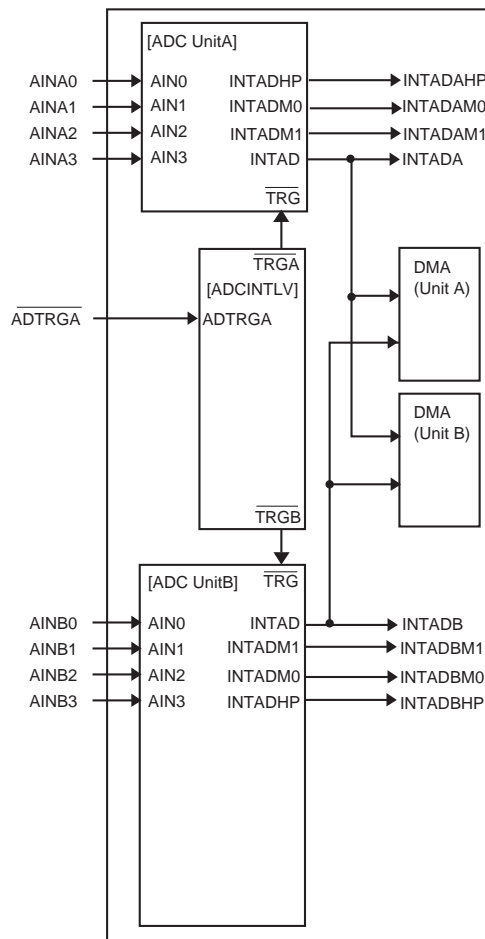 [ADC UnitA]
AINA0 AIN0 INTADHP INTADAHP
AINA1 AIN1 INTADM0 INTADAM0
AINA2 AIN2 INTADM1 INTADAM1
AINA3 AIN3 INTAD INTADA
TRG
TRGA
[ADCINTLV]
ADTRGA ADTRGA
DMA
(Unit A)
DMA
(Unit B)
TRGB
[ADC UnitB] TRG
AINB0 AIN0 INTAD INTADB
AINB1 AIN1 INTADM1 INTADBM1
AINB2 AIN2 INTADM0 INTADBM0
AINB3 AIN3 INTADHP INTADBHP